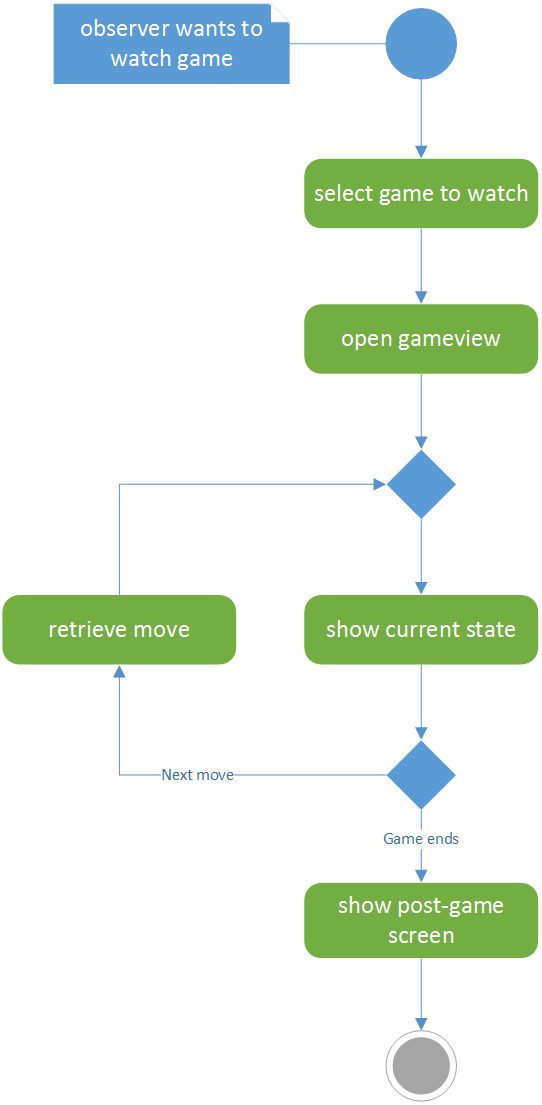 observer wants to
watch game
select game to watch
open gameview
retrieve move
show current state
Next move
Game ends
show post-game
screen